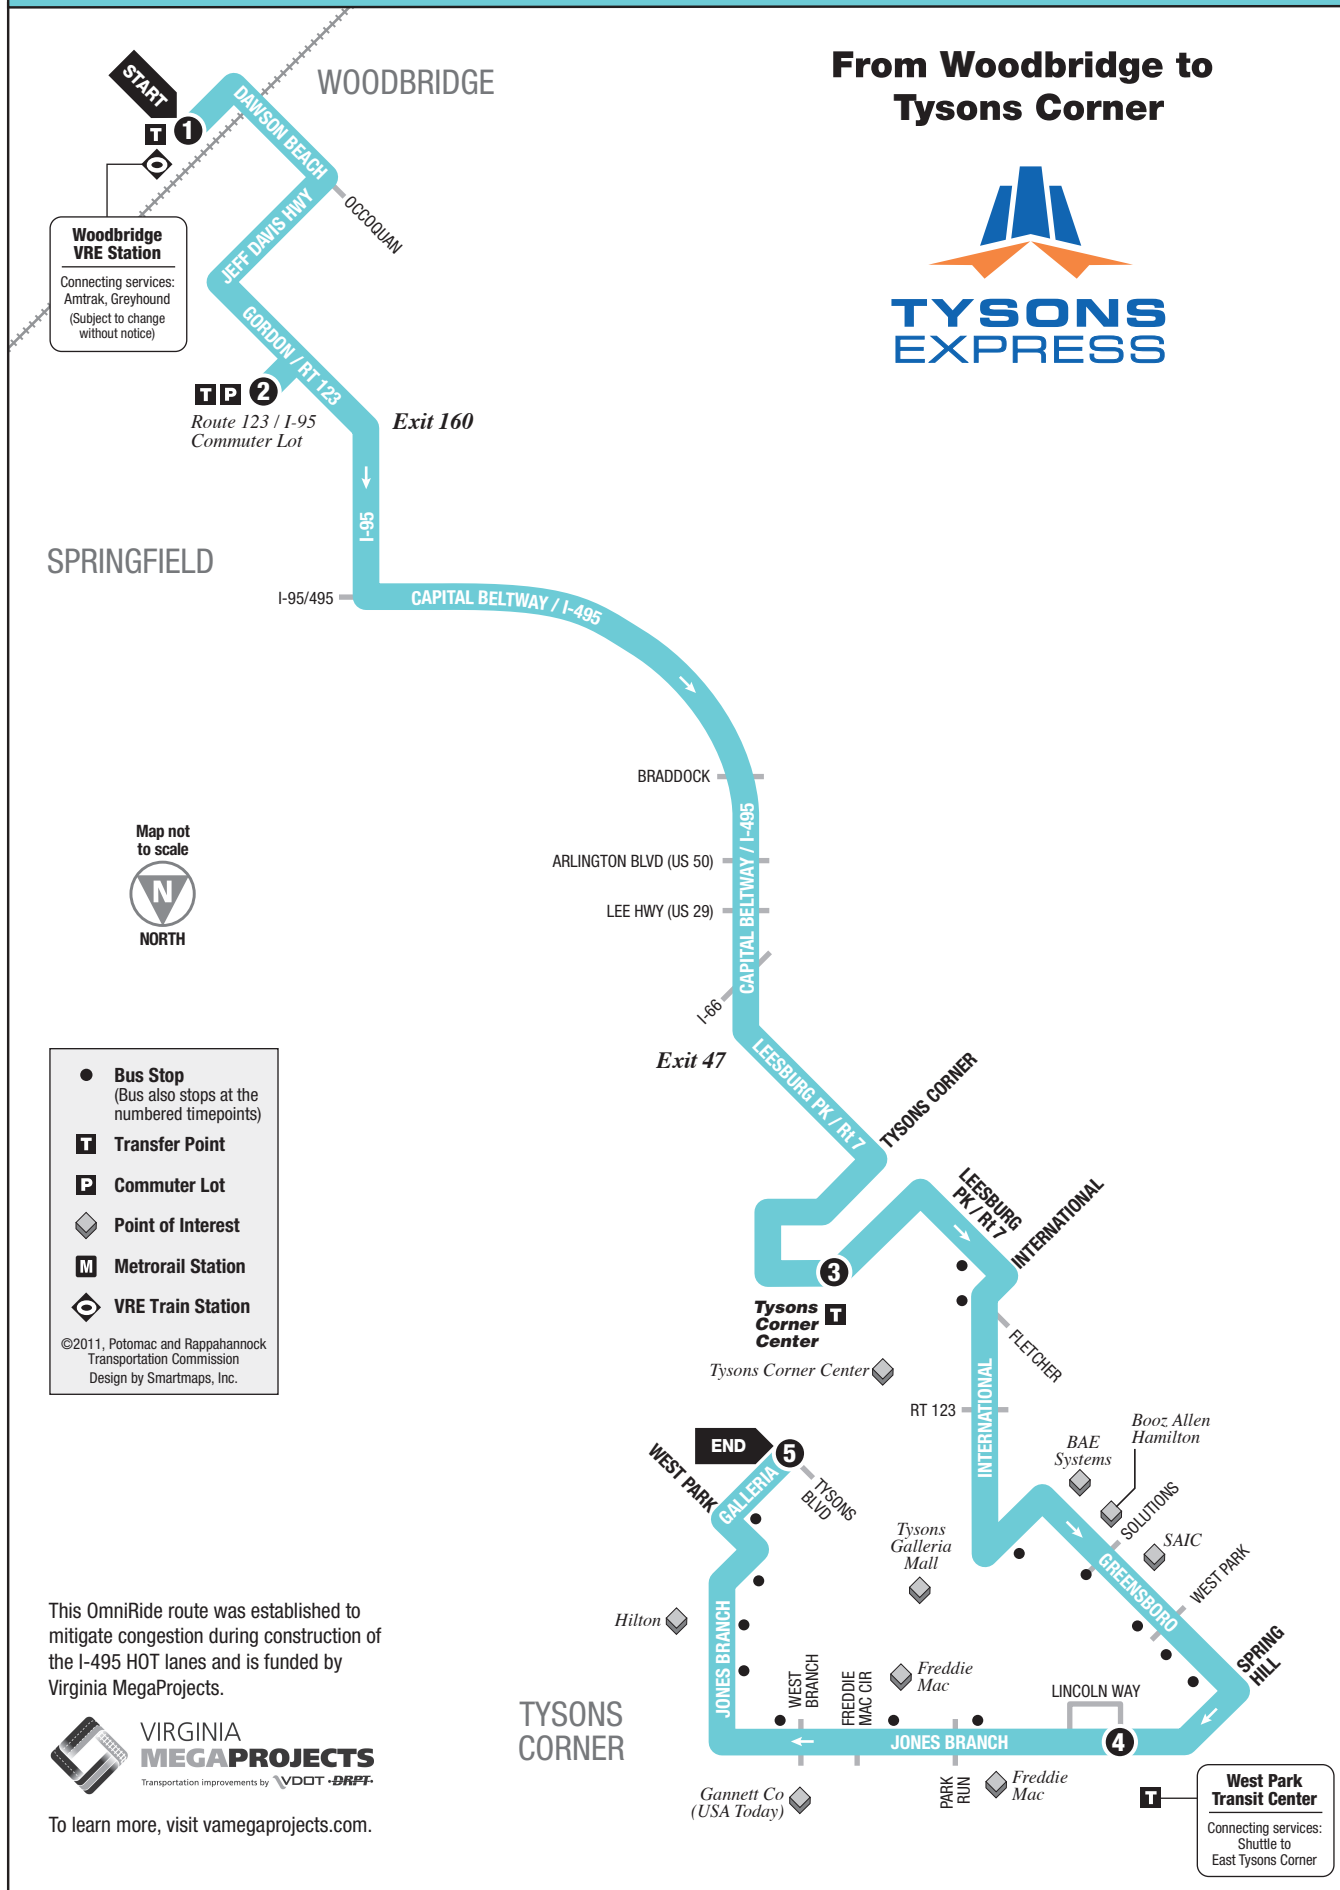 From Woodbridge to
Tysons Corner
TYSONS
EXPRESS
WOODBRIDGE
START
T
1
DAWSON BEACH
OCCOQUAN
JEFF DAVIS HWY
Woodbridge
VRE Station
Connecting services:
Amtrak, Greyhound
(Subject to change
without notice)
GORDON / RT 123
T P 2
Route 123 / I-95
Commuter Lot
Exit 160
I-95
SPRINGFIELD
I-95/495
CAPITAL BELTWAY / I-495
BRADDOCK
ARLINGTON BLVD (US 50)
LEE HWY (US 29)
CAPITAL BELTWAY / I-495
I-66
Exit 47
Map not
to scale
N
NORTH
LEESBURG PK / Rt 7
TYSONS CORNER
LEESBURG
PK / Rt 7
INTERNATIONAL
3
Tysons
Corner
Center
T
Tysons Corner Center
FLETCHER
RT 123
INTERNATIONAL
Bus Stop
(Bus also stops at the
numbered timepoints)
T Transfer Point
P Commuter Lot
Point of Interest
M Metrorail Station
VRE Train Station
©2011, Potomac and Rappahannock
Transportation Commission
Design by Smartmaps, Inc.
END
5
WEST PARK
GALLERIA
TYSONS
BLVD
BAE
Systems
Booz Allen
Hamilton
SOLUTIONS
SAIC
WEST PARK
GREENSBORO
Tysons
Galleria
Mall
Hilton
JONES BRANCH
SPRING
HILL
WEST
BRANCH
FREDDIE
MAC CIR
Freddie
Mac
LINCOLN WAY
TYSONS
CORNER
JONES BRANCH
4
Gannett Co
(USA Today)
PARK
RUN
Freddie
Mac
T
West Park
Transit Center
Connecting services:
Shuttle to
East Tysons Corner
This OmniRide route was established to
mitigate congestion during construction of
the I-495 HOT lanes and is funded by
Virginia MegaProjects.
VIRGINIA
MEGAPROJECTS
Transportation improvements by VDOT DRPT
To learn more, visit vamegaprojects.com.